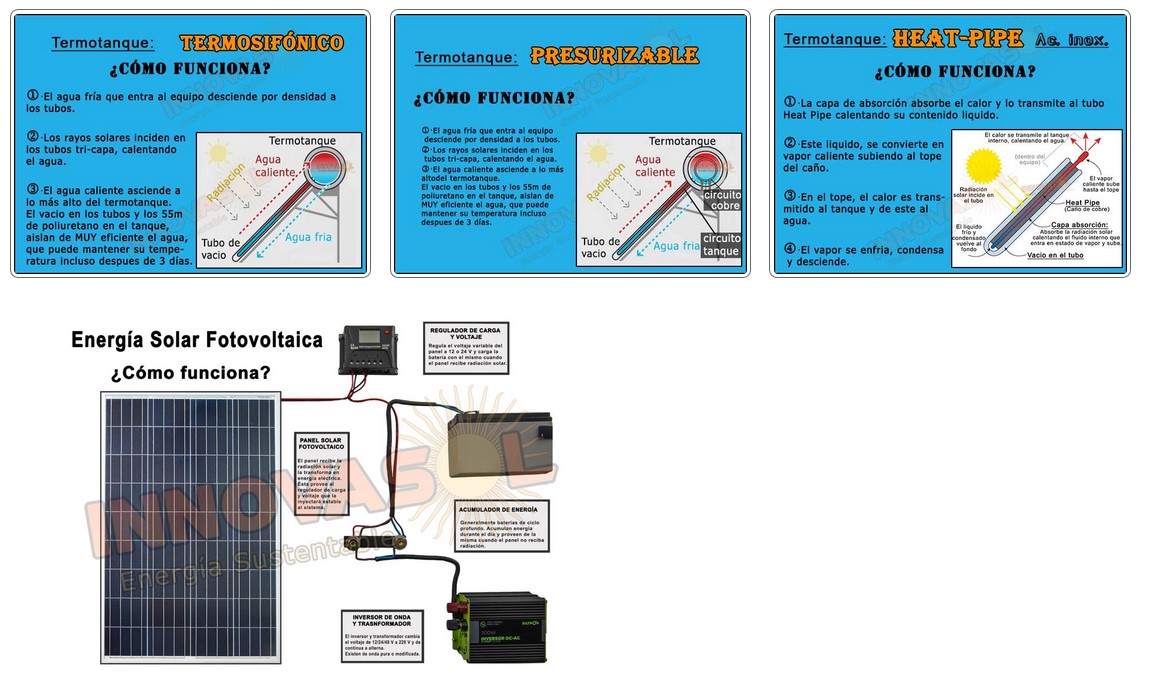 Termotanque: TERMOSIFÓNICO
¿CÓMO FUNCIONA?
① ·El agua fría que entra al equipo desciende por densidad a
los tubos.
② ·Los rayos solares inciden en
los tubos tri-capa, calentando
el agua.
③ ·El agua caliente asciende a
lo más alto del termotanque.
El vacio en los tubos y los 55m
de poliuretano en el tanque,
aislan de MUY eficiente el agua,
que puede mantener su tempe-
ratura incluso despues de 3 días.
Termotanque
Radiacion
Agua
caliente
Tubo de
vacio
Agua fria
Termotanque: PRESURIZABLE
¿CÓMO FUNCIONA?
① ·El agua fría que entra al equipo
desciende por densidad a los tubos.
② ·Los rayos solares inciden en los
tubos tri-capa, calentando el agua.
③ ·El agua caliente asciende a lo más
altodel termotanque.
El vacio en los tubos y los 55m de
poliuretano en el tanque, aislan de
MUY eficiente el agua, que puede
mantener su temperatura incluso
despues de 3 días.
Termotanque
Radiacion
Agua
caliente
circuito
cobre
Tubo de
vacio
Agua fria
circuito
tanque
Termotanque: HEAT-PIPE Ac. inox.
¿CÓMO FUNCIONA?
① ·La capa de absorción absorbe el calor y lo transmite al tubo
Heat Pipe calentando su contenido liquido.
② ·Este liquido, se convierte en
vapor caliente subiendo al tope
del caño.
③ ·En el tope, el calor es trans-
mitido al tanque y de este al
agua.
④ ·El vapor se enfria, condensa
y desciende.
El calor se transmite al tanque
interno, calentando el agua.
(dentro del
equipo)
El vapor
caliente sube
hasta el tope
Radiación
solar incide en
el tubo
Heat Pipe
(Caño de cobre)
Capa absorción:
Absorbe la radiación solar
calentando el fluido interno que
entra en estado de vapor y sube.
El liquido
frio y
condensado
vuelve al
fondo
Vacio en el tubo
Energía Solar Fotovoltaica
¿Cómo funciona?
REGULADOR DE CARGA
Y VOLTAJE
Regula el voltaje variable del
panel a 12 o 24 V y carga la
bateria con el mismo cuando
el panel recibe radiación solar.
PANEL SOLAR
FOTOVOLTAICO
El panel recibe la
radiación solar y
la transforma en
energía eléctrica.
Esta provee al
regulador de carga
y voltaje que la
inyectará estable
al sistema.
ACUMULADOR DE ENERGÍA
Generalmente baterias de ciclo
profundo. Acumulan energia
durante el día y proveen de la
misma cuando el panel no reciba
radiación.
INNOVASOL
Energía Sustentable
INVERSOR DE ONDA
Y TRASNFORMADOR
El inversor y transformador cambia
el voltaje de 12/24/48 V a 220 V y de
continua a alterna.
Existen de onda pura o modificada.
300W
INVERSOR DC-AC